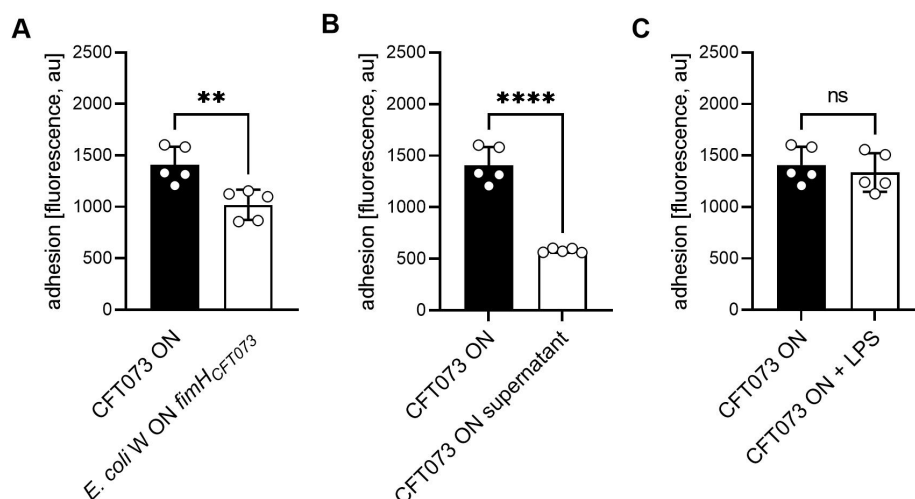 A
adhesion [fluorescence, au]
2500
2000
1500
1000
500
0
**
CFT073 ON
E. coli W ON fimH_CFT073
B
adhesion [fluorescence, au]
2500
2000
1500
1000
500
0
****
CFT073 ON
CFT073 ON supernatant
C
adhesion [fluorescence, au]
2500
2000
1500
1000
500
0
ns
CFT073 ON
CFT073 ON + LPS